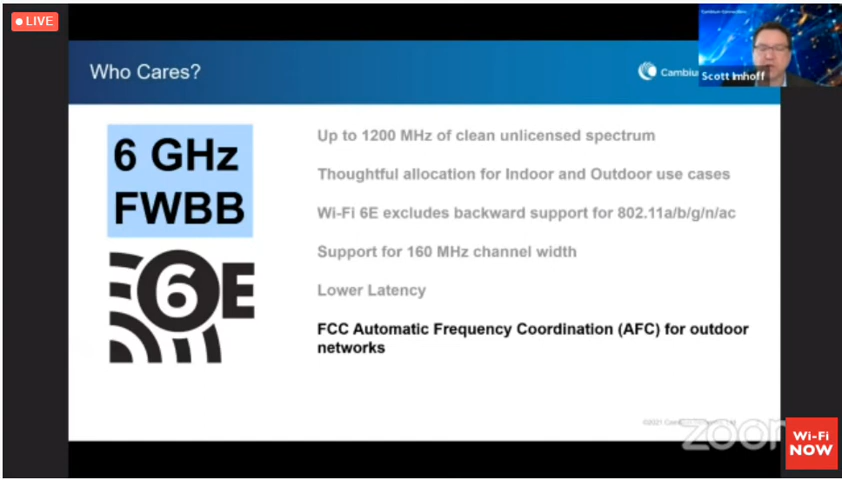 LIVE
Cambium Connections
Scott Imhoff
Who Cares?
6 GHz
FWBB
6E
Up to 1200 MHz of clean unlicensed spectrum
Thoughtful allocation for Indoor and Outdoor use cases
Wi-Fi 6E excludes backward support for 802.11a/b/g/n/ac
Support for 160 MHz channel width
Lower Latency
FCC Automatic Frequency Coordination (AFC) for outdoor
networks
©2021
zoom
Wi-Fi
NOW